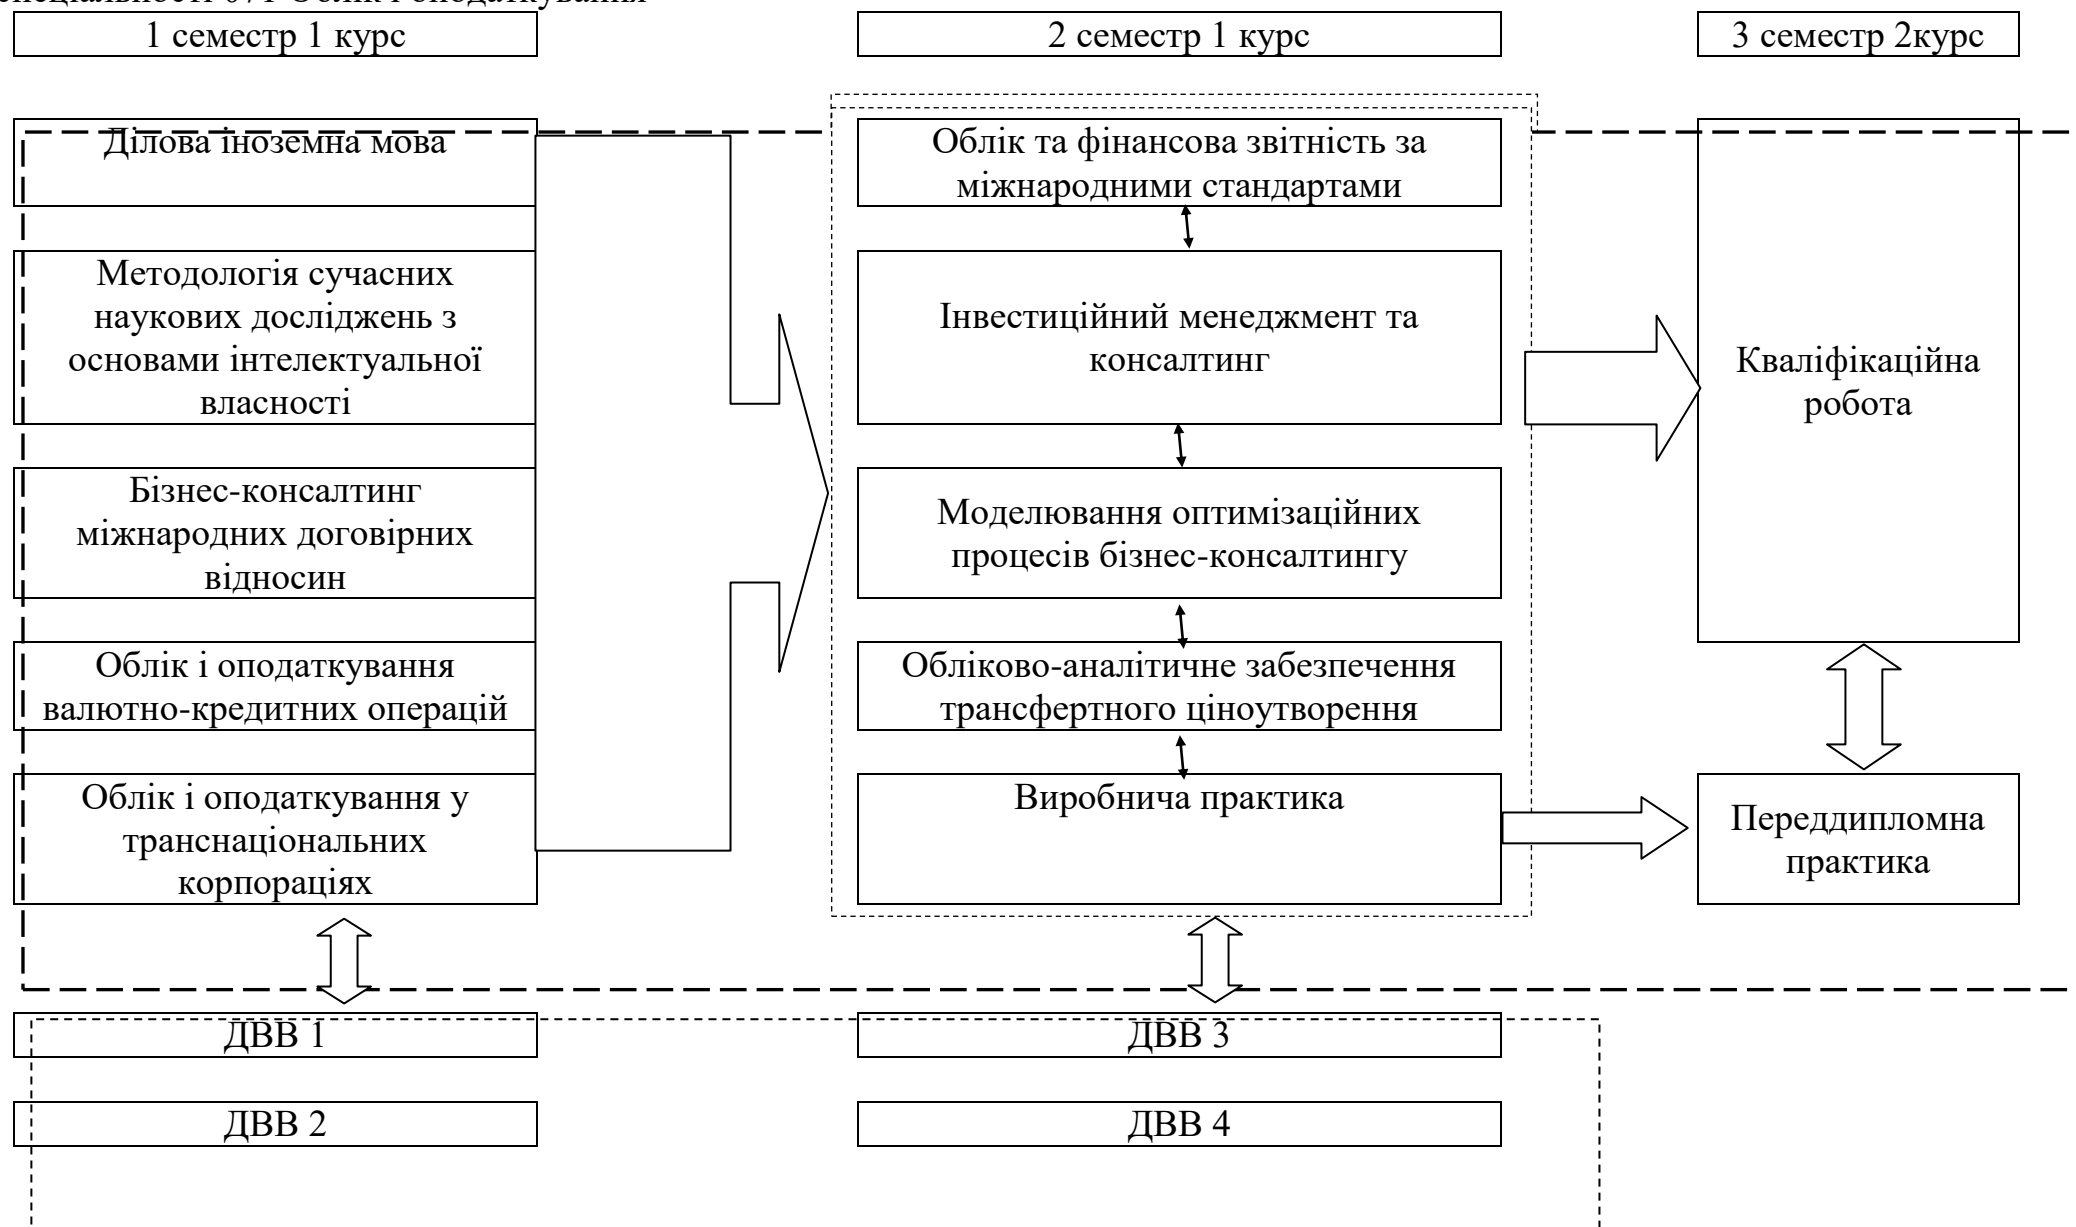 1 семестр 1 курс
2 семестр 1 курс
3 семестр 2курс
Ділова іноземна мова
Методологія сучасних
наукових досліджень з
основами інтелектуальної
власності
Бізнес-консалтинг
міжнародних договірних
відносин
Облік і оподаткування
валютно-кредитних операцій
Облік і оподаткування у
транснаціональних
корпораціях
Облік та фінансова звітність за
міжнародними стандартами
Інвестиційний менеджмент та
консалтинг
Моделювання оптимізаційних
процесів бізнес-консалтингу
Обліково-аналітичне забезпечення
трансфертного ціноутворення
Виробнича практика
Кваліфікаційна
робота
Переддипломна
практика
ДВВ 1
ДВВ 3
ДВВ 2
ДВВ 4